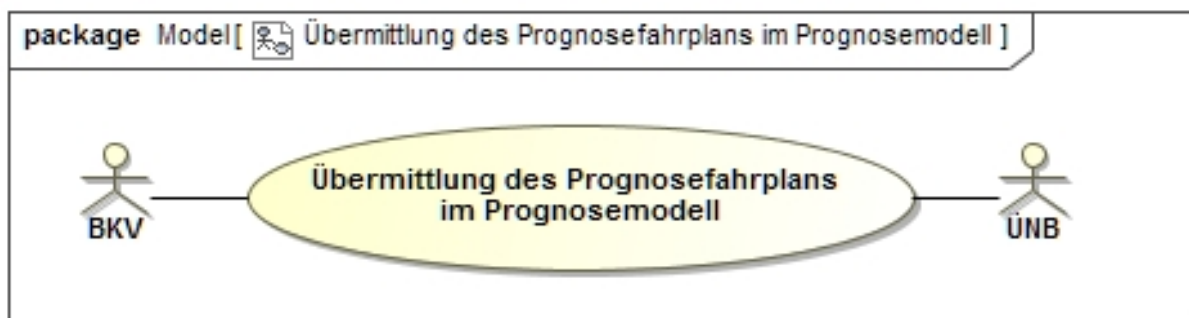 package Model[ Übermittlung des Prognosefahrplans im Prognosemodell ]
Übermittlung des Prognosefahrplans
im Prognosemodell
BKV
ÜNB